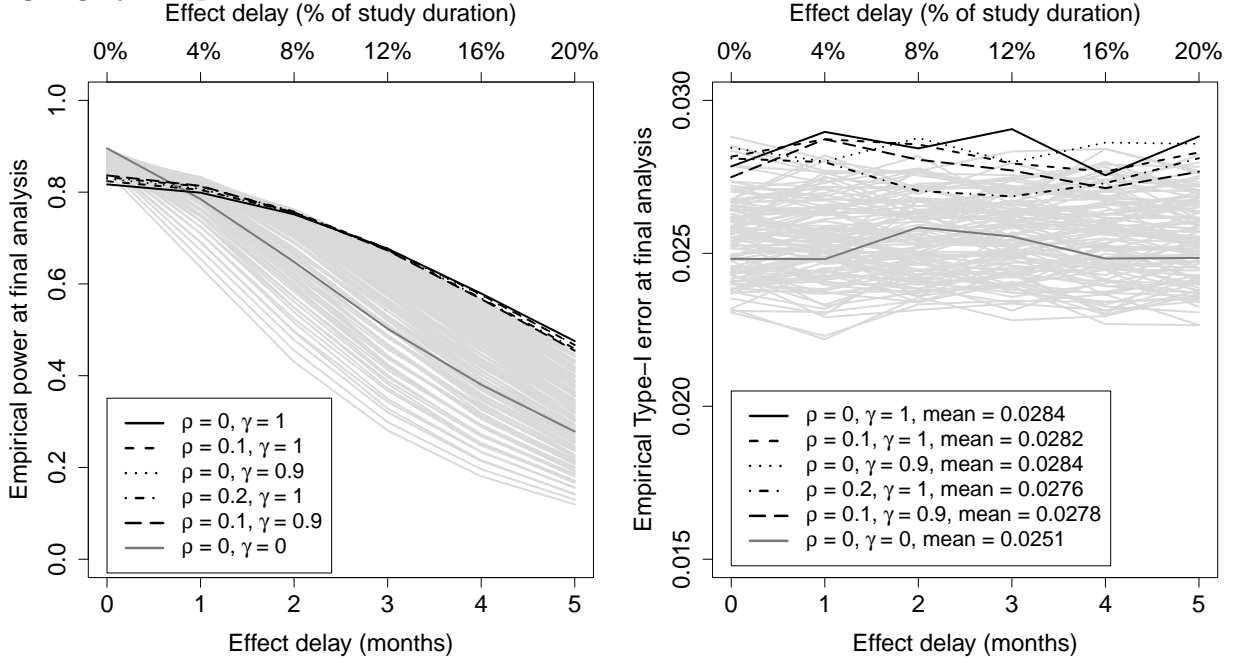 Effect delay (% of study duration)
0% 4% 8% 12% 16% 20%
Empirical power at final analysis
1.0
0.8
0.6
0.4
0.2
0.0
ρ = 0, γ = 1
ρ = 0.1, γ = 1
ρ = 0, γ = 0.9
ρ = 0.2, γ = 1
ρ = 0.1, γ = 0.9
ρ = 0, γ = 0
0 1 2 3 4 5
Effect delay (months)
Effect delay (% of study duration)
0% 4% 8% 12% 16% 20%
Empirical Type−I error at final analysis
0.030
0.025
0.020
0.015
ρ = 0, γ = 1, mean = 0.0284
ρ = 0.1, γ = 1, mean = 0.0282
ρ = 0, γ = 0.9, mean = 0.0284
ρ = 0.2, γ = 1, mean = 0.0276
ρ = 0.1, γ = 0.9, mean = 0.0278
ρ = 0, γ = 0, mean = 0.0251
0 1 2 3 4 5
Effect delay (months)